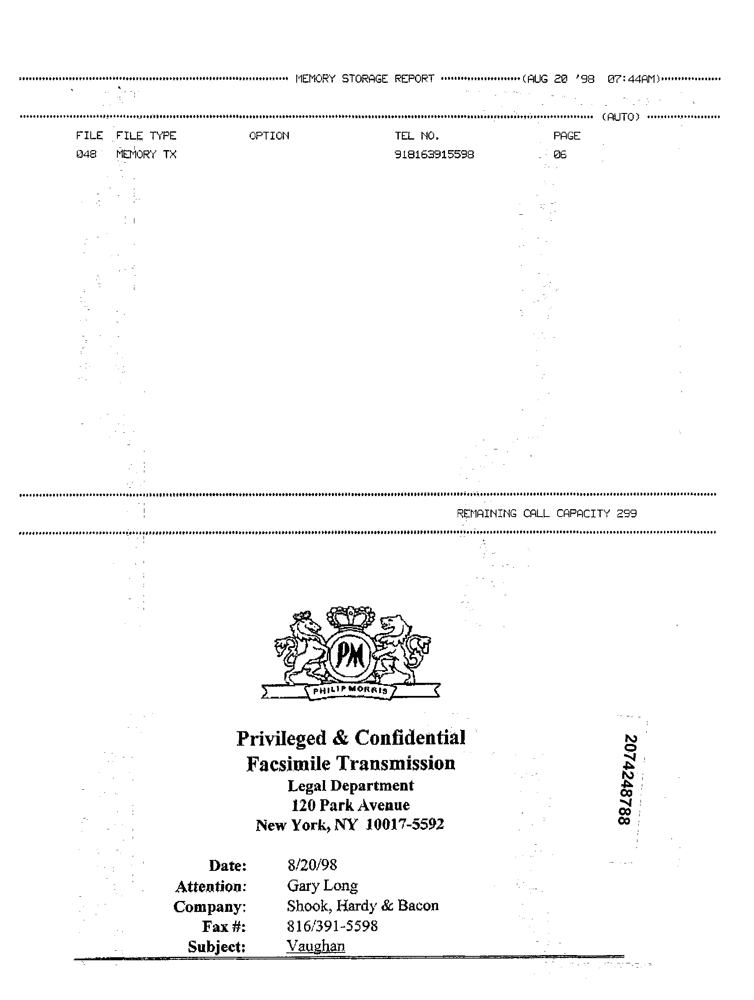 MEMORY STORAGE REPORT (AUG 20 '98 07:44AM)
(AUTO)
FILE FILE TYPE OPTION TEL NO. PAGE
048 MEMORY TX 918163915598 06
REMAINING CALL CAPACITY 299
PM
PHILIP MORRIS
Privileged & Confidential
Facsimile Transmission
Legal Department
120 Park Avenue
New York, NY 10017-5592
2074248788
Date: 8/20/98
Attention: Gary Long
Company: Shook, Hardy & Bacon
Fax #: 816/391-5598
Subject: Vaughan